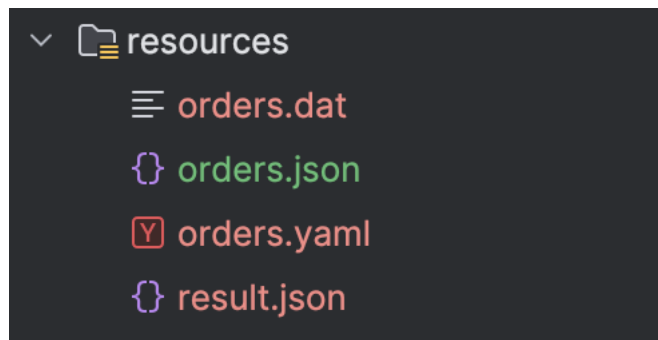 resources
orders.dat
{} orders.json
Y orders.yaml
{} result.json